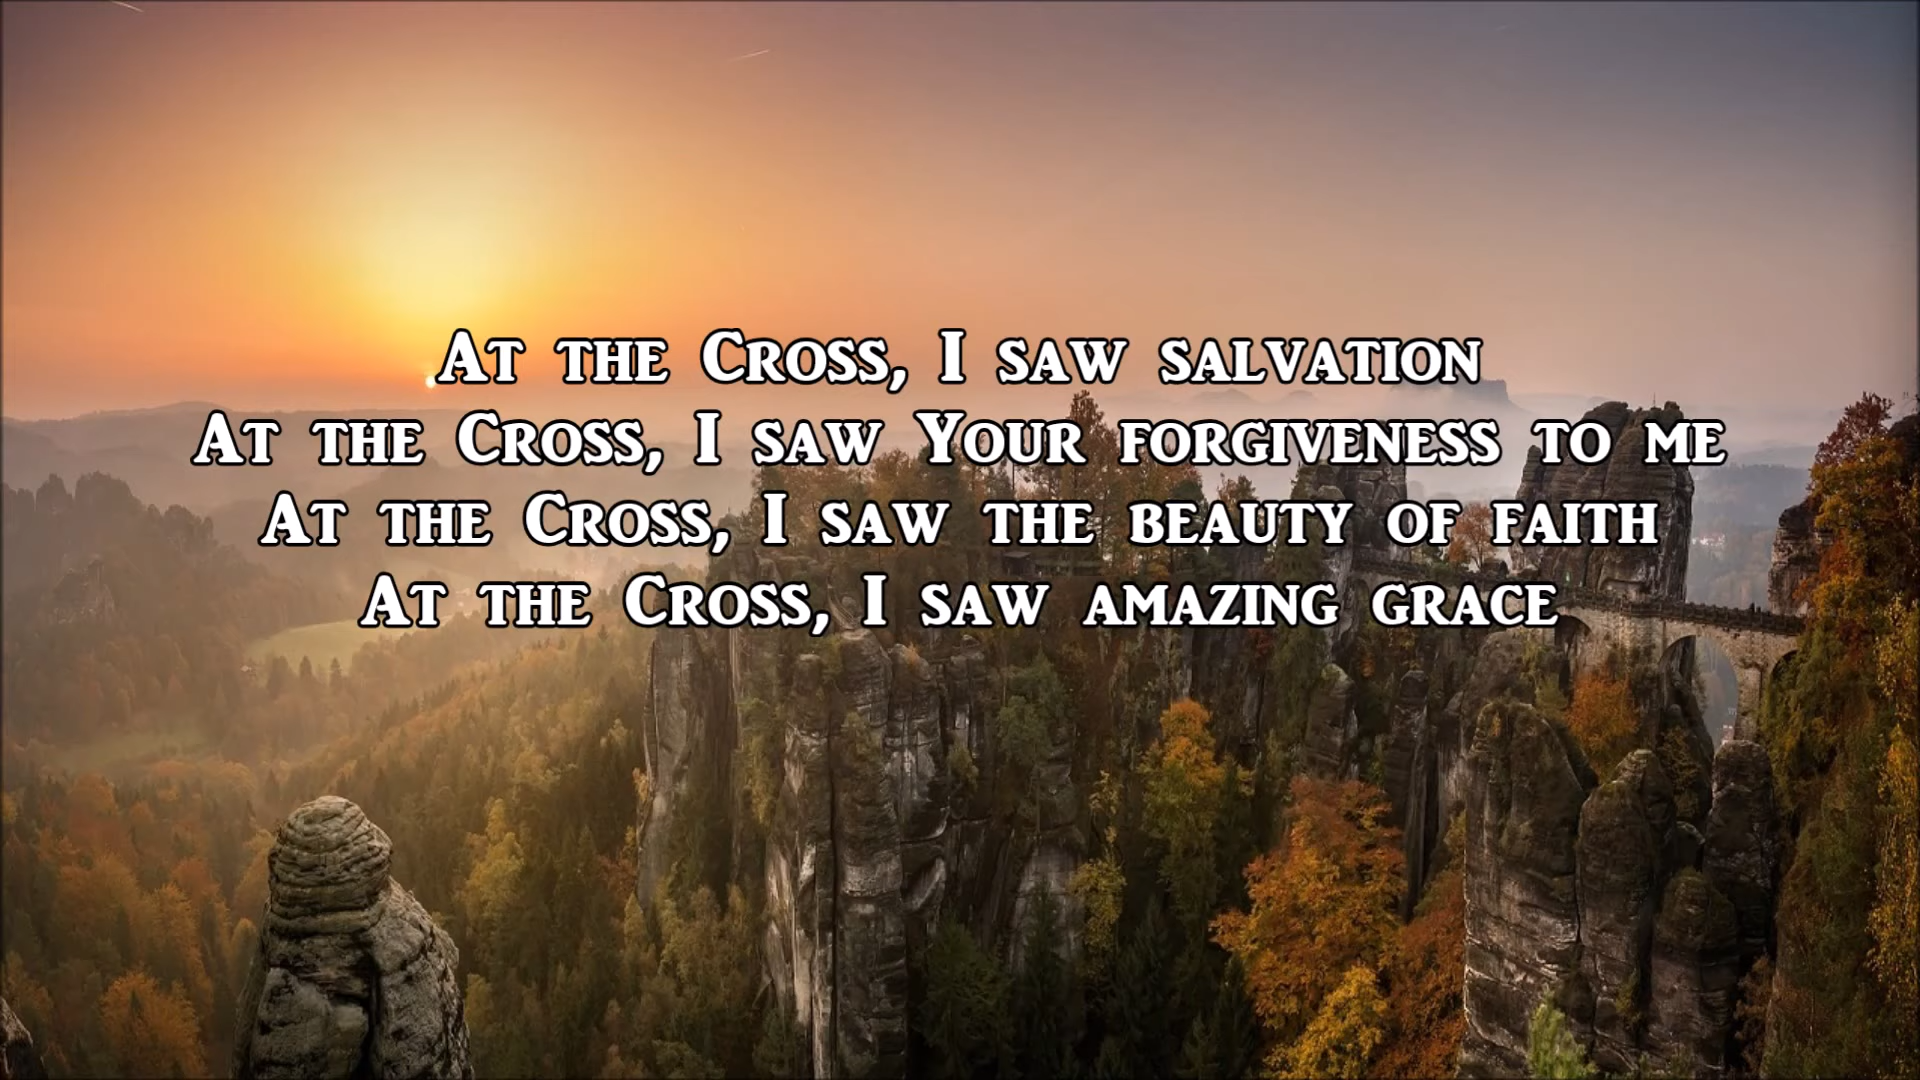 At the Cross, I saw salvation
At the Cross, I saw Your forgiveness to me
At the Cross, I saw the beauty of faith
At the Cross, I saw amazing grace